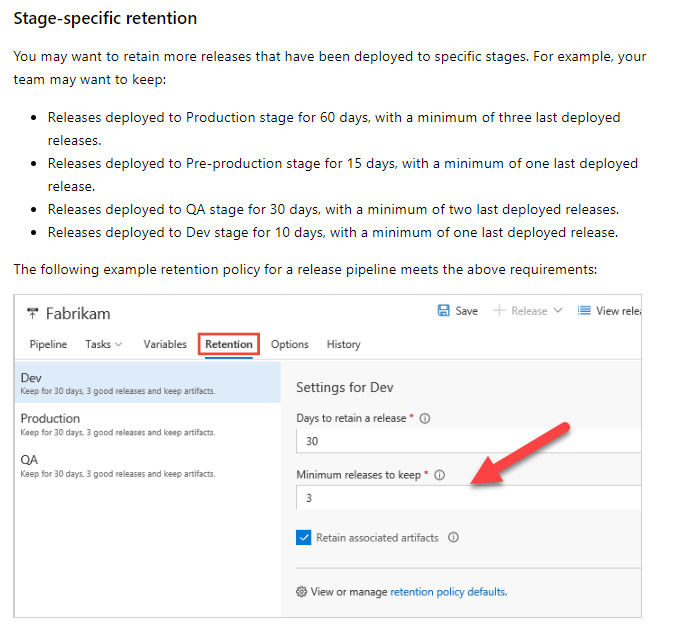 Stage-specific retention
You may want to retain more releases that have been deployed to specific stages. For example, your
team may want to keep:
• Releases deployed to Production stage for 60 days, with a minimum of three last deployed
releases.
• Releases deployed to Pre-production stage for 15 days, with a minimum of one last deployed
release.
• Releases deployed to QA stage for 30 days, with a minimum of two last deployed releases.
• Releases deployed to Dev stage for 10 days, with a minimum of one last deployed release.
The following example retention policy for a release pipeline meets the above requirements:
Fabrikam
Save Release View relea
Pipeline Tasks Variables Retention Options History
Dev
Keep for 30 days, 3 good releases and keep artifacts.
Production
Keep for 30 days, 3 good releases and keep artifacts.
QA
Keep for 30 days, 3 good releases and keep artifacts.
Settings for Dev
Days to retain a release *
30
Minimum releases to keep *
3
Retain associated artifacts
View or manage retention policy defaults.